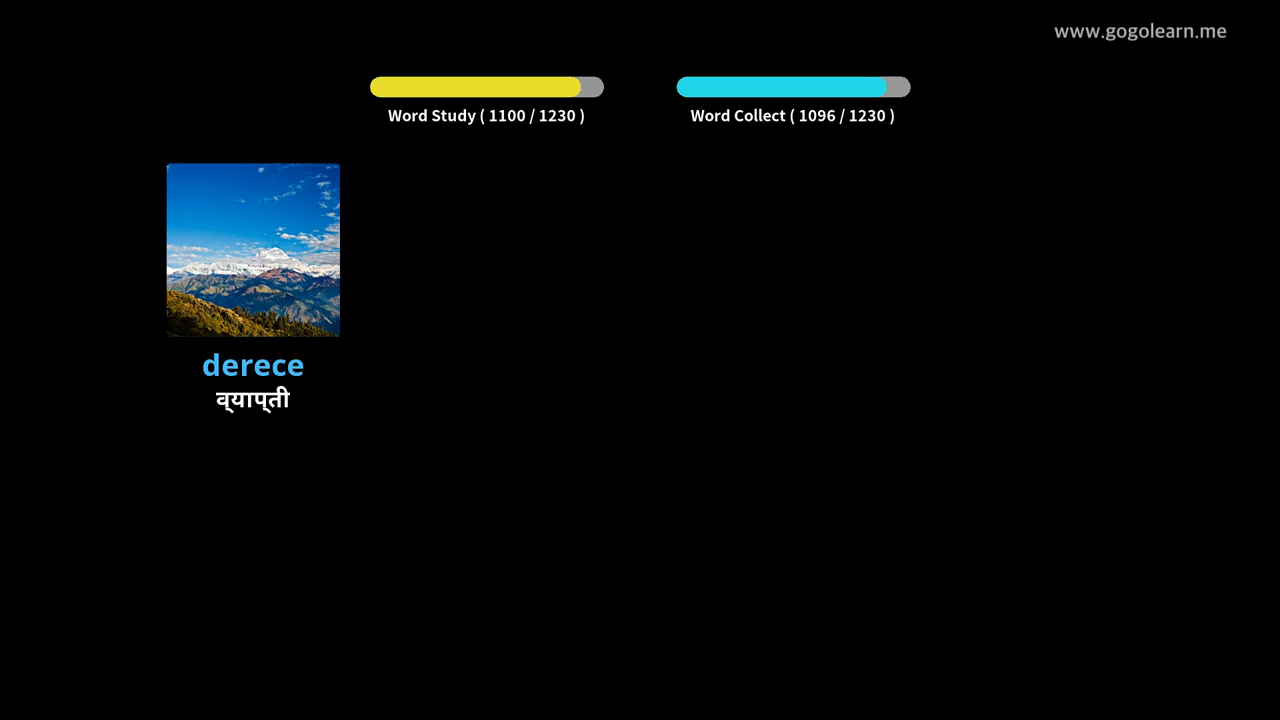 www.gogolearn.me
Word Study ( 1100 / 1230 )
Word Collect ( 1096 / 1230 )
derece
व्याप्ती